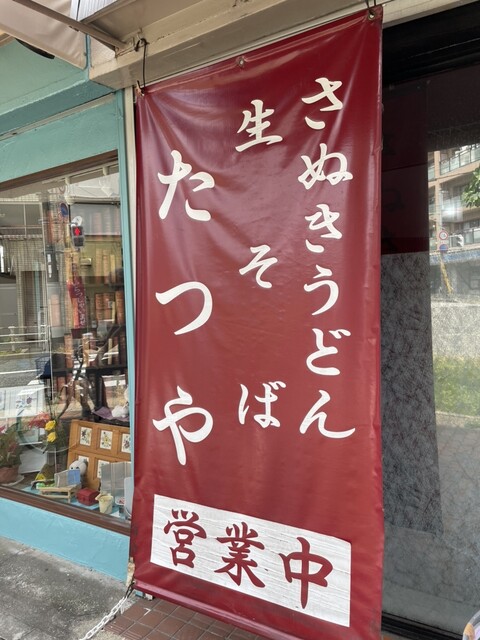 さぬきうどん
生そば
たつや
営業中